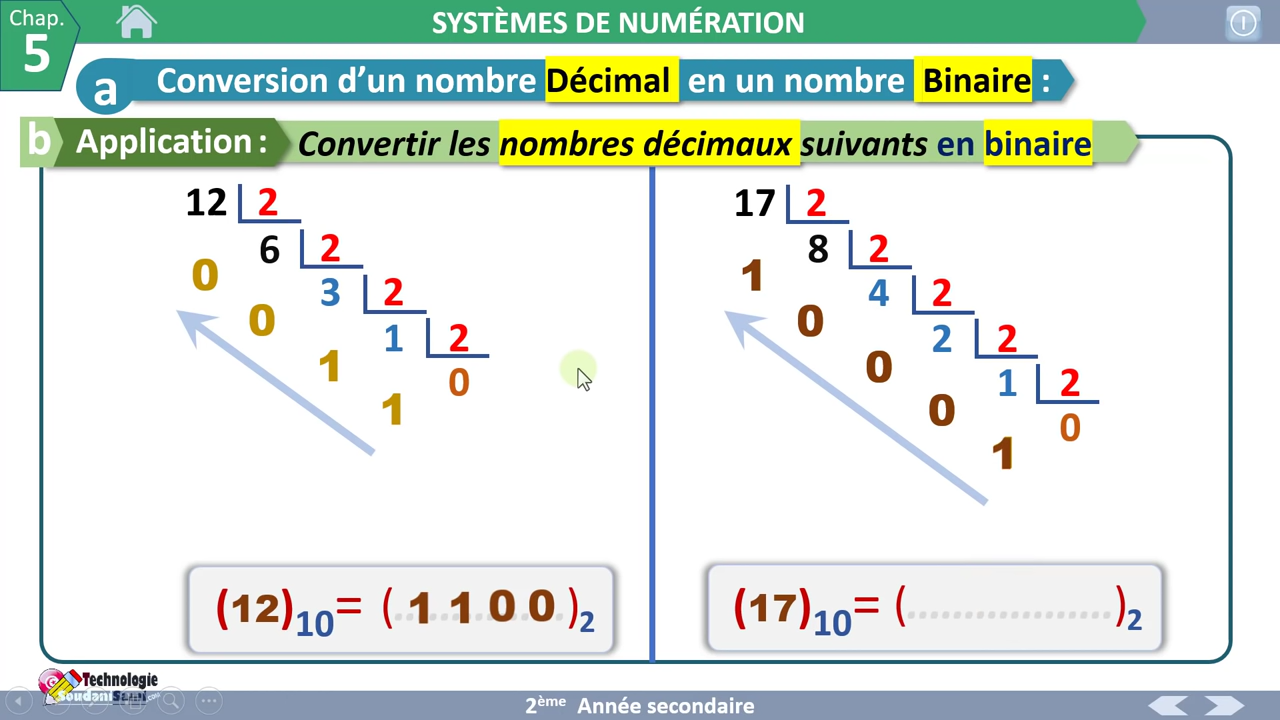 Chap.
5
SYSTÈMES DE NUMÉRATION
a Conversion d'un nombre Décimal en un nombre Binaire :
b Application : Convertir les nombres décimaux suivants en binaire
12 2
6 2
0 3 2
0 1 2
1 0
1
17 2
8 2
1 4 2
0 2 2
0 1 2
0 0
1
(12)10 = ( 1 1 0 0 )2
(17)10 = (..................)2
Technologie
Soudani Sami
2ème Année secondaire